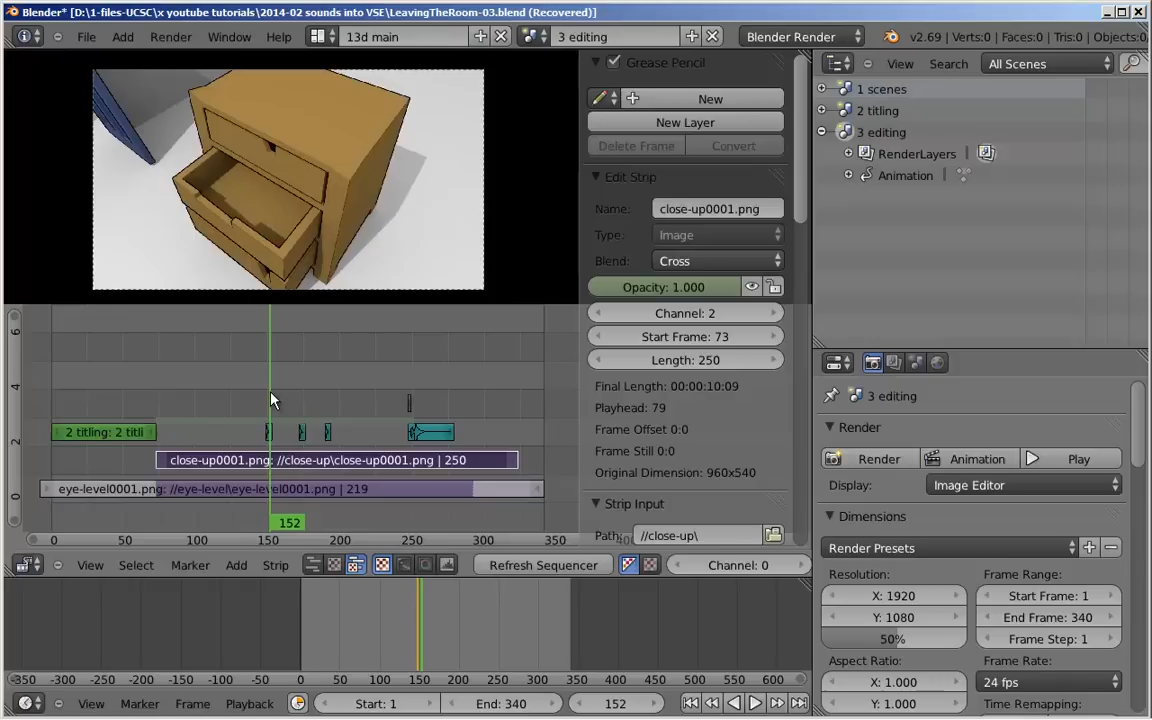 Blender* [D:\1-files-UCSC\x youtube tutorials\2014-02 sounds into VSE\LeavingTheRoom-03.blend (Recovered)]
File Add Render Window Help 13d main 3 editing Blender Render v2.69 | Verts:0 | Faces:0 | Tris:0 | Objects:0/
Grease Pencil
New
New Layer
Delete Frame Convert
Edit Strip
Name: close-up0001.png
Type: Image
Blend: Cross
Opacity: 1.000
Channel: 2
Start Frame: 73
Length: 250
Final Length: 00:00:10:09
Playhead: 79
Frame Offset 0:0
Frame Still 0:0
Original Dimension: 960x540
Strip Input
Path: //close-up\
View Search All Scenes
1 scenes
2 titling
3 editing
RenderLayers |
Animation |
6
4
2
0
2 titling: 2 titli
close-up0001.png: //close-up\close-up0001.png | 250
eye-level0001.png: //eye-level\eye-level0001.png | 219
152
0 50 100 150 200 250 300 350 400
View Select Marker Add Strip Refresh Sequencer Channel: 0
-350 -300 -250 -200 -150 -100 -50 0 50 100 150 200 250 300 350 400 450 500 550 600
View Marker Frame Playback Start: 1 End: 340 152
3 editing
Render
Render Animation Play
Display: Image Editor
Dimensions
Render Presets
Resolution: Frame Range:
X: 1920 Start Frame: 1
Y: 1080 End Frame: 340
50% Frame Step: 1
Aspect Ratio: Frame Rate:
X: 1.000 24 fps
Y: 1.000 Time Remapping: